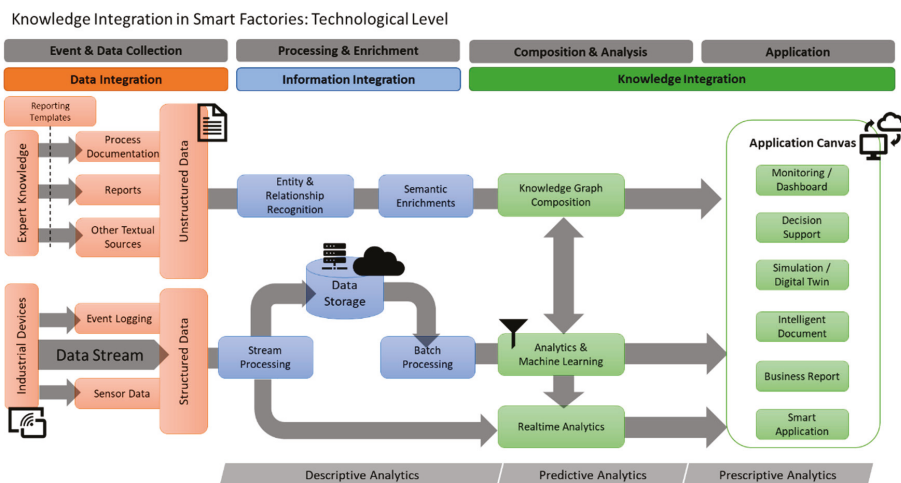 Knowledge Integration in Smart Factories: Technological Level
Event & Data Collection
Processing & Enrichment
Composition & Analysis
Application
Data Integration
Information Integration
Knowledge Integration
Reporting
Templates
Expert Knowledge
Process
Documentation
Reports
Other Textual
Sources
Unstructured Data
Entity &
Relationship
Recognition
Semantic
Enrichments
Knowledge Graph
Composition
Application Canvas
Monitoring /
Dashboard
Decision
Support
Simulation /
Digital Twin
Intelligent
Document
Business Report
Smart
Application
Industrial Devices
Event Logging
Data Stream
Sensor Data
Structured Data
Stream
Processing
Data
Storage
Batch
Processing
Analytics &
Machine Learning
Realtime Analytics
Descriptive Analytics
Predictive Analytics
Prescriptive Analytics